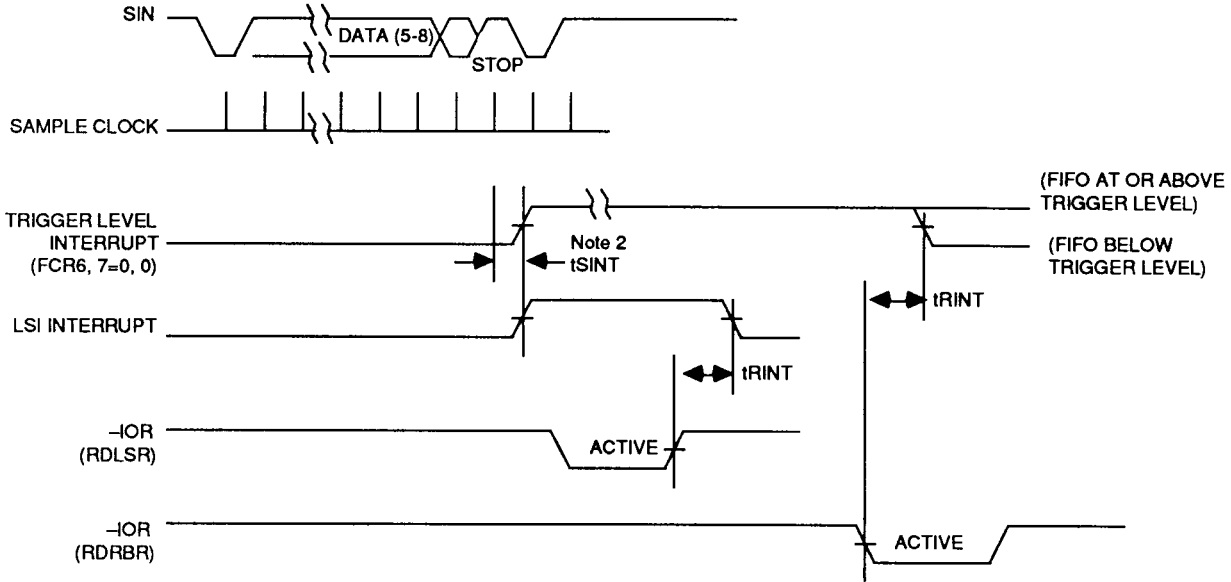 SIN
DATA (5-8)
STOP
SAMPLE CLOCK
(FIFO AT OR ABOVE
TRIGGER LEVEL)
TRIGGER LEVEL
INTERRUPT
(FCR6, 7=0, 0)
Note 2
tSINT
(FIFO BELOW
TRIGGER LEVEL)
tRINT
LSI INTERRUPT
tRINT
–IOR
(RDLSR)
ACTIVE
–IOR
(RDRBR)
ACTIVE